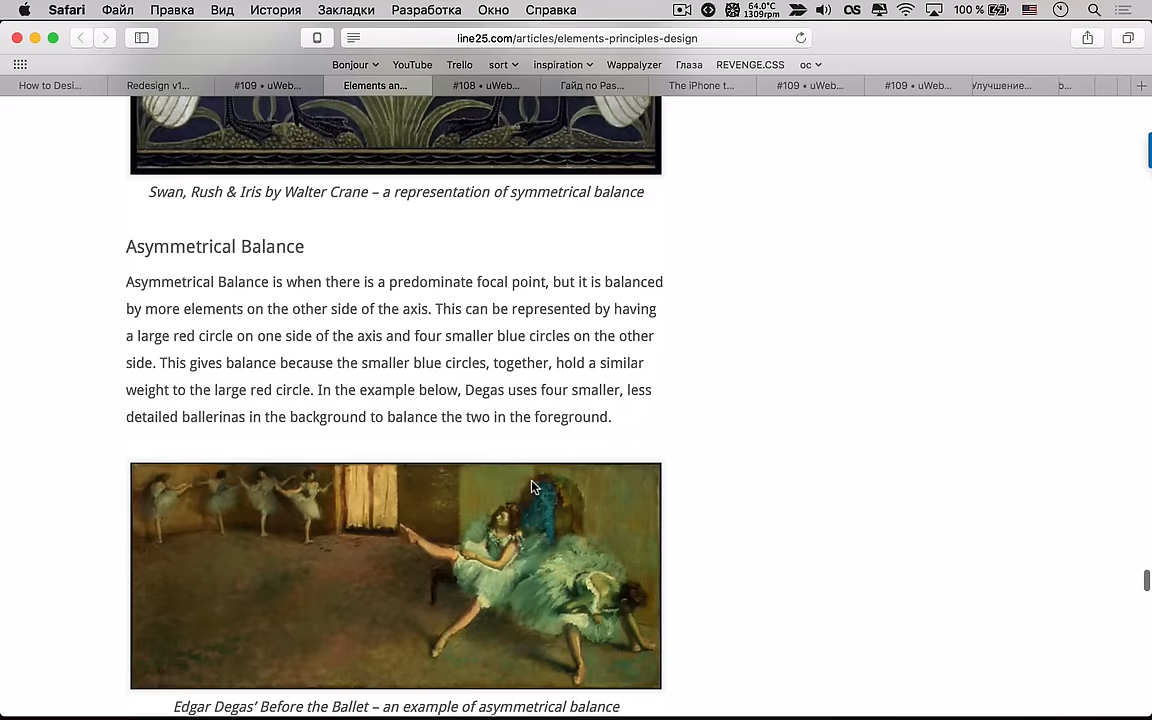 Safari Файл Правка Вид История Закладки Разработка Окно Справка 64.0°C 1309rpm 100 %
line25.com/articles/elements-principles-design
Bonjour YouTube Trello sort inspiration Wappalyzer Глаза REVENGE.CSS ос
How to Desi... Redesign v1... #109 • uWeb... Elements an... #108 • uWeb... Гайд по Pas... The iPhone t... #109 • uWeb... #109 • uWeb... Улучшение...
Swan, Rush & Iris by Walter Crane – a representation of symmetrical balance
Asymmetrical Balance
Asymmetrical Balance is when there is a predominate focal point, but it is balanced
by more elements on the other side of the axis. This can be represented by having
a large red circle on one side of the axis and four smaller blue circles on the other
side. This gives balance because the smaller blue circles, together, hold a similar
weight to the large red circle. In the example below, Degas uses four smaller, less
detailed ballerinas in the background to balance the two in the foreground.
Edgar Degas’ Before the Ballet – an example of asymmetrical balance